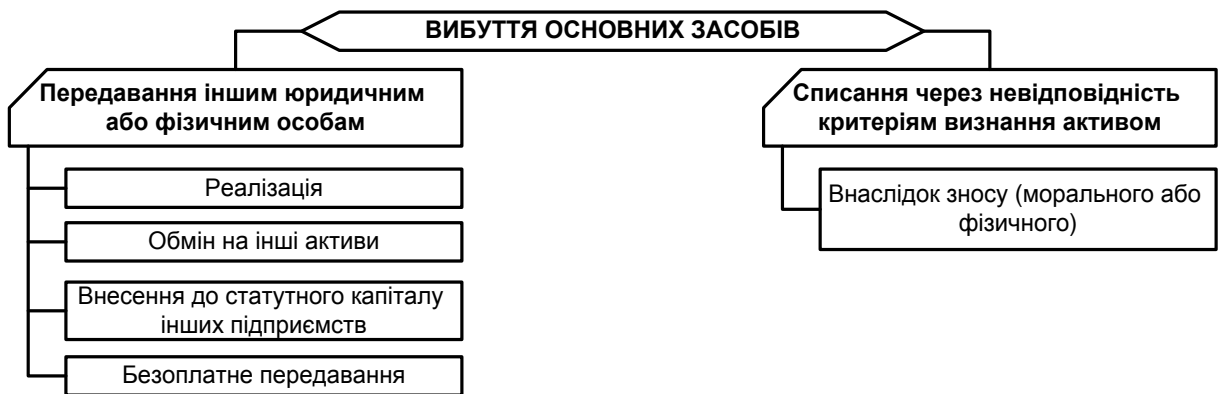 ВИБУТТЯ ОСНОВНИХ ЗАСОБІВ
Передавання іншим юридичним
або фізичним особам
Реалізація
Обмін на інші активи
Внесення до статутного капіталу
інших підприємств
Безоплатне передавання
Списання через невідповідність
критеріям визнання активом
Внаслідок зносу (морального або
фізичного)